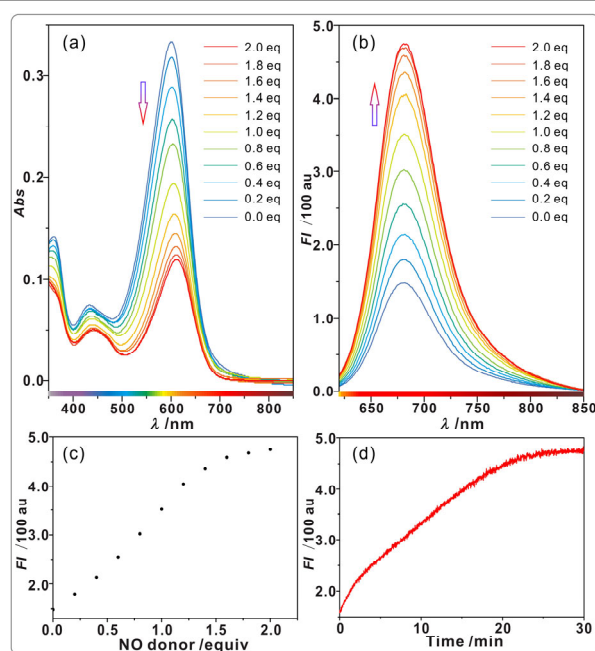 (a)
Abs
0.3
0.2
0.1
0.0
2.0 eq
1.8 eq
1.6 eq
1.4 eq
1.2 eq
1.0 eq
0.8 eq
0.6 eq
0.4 eq
0.2 eq
0.0 eq
400 500 600 700 800
λ /nm
(b)
FI /100 au
5.0
4.0
3.0
2.0
1.0
0.0
2.0 eq
1.8 eq
1.6 eq
1.4 eq
1.2 eq
1.0 eq
0.8 eq
0.6 eq
0.4 eq
0.2 eq
0.0 eq
650 700 750 800 850
λ /nm
(c)
FI /100 au
5.0
4.0
3.0
2.0
0.0 0.5 1.0 1.5 2.0
NO donor /equiv
(d)
FI /100 au
5.0
4.0
3.0
2.0
0 10 20 30
Time /min